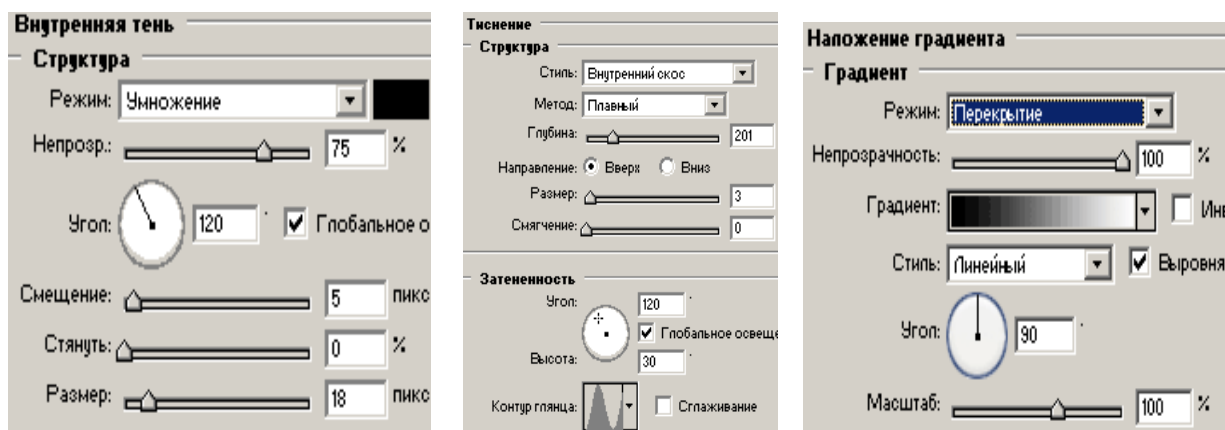 Внутренняя тень
Структура
Режим: Умножение
Непрозр.: 75 %
Угол: 120 ° Глобальное о
Смещение: 5 пикс
Стянуть: 0 %
Размер: 18 пикс
Тиснение
Структура
Стиль: Внутренний скос
Метод: Плавный
Глубина: 201
Направление: Вверх Вниз
Размер: 3
Смягчение: 0
Затененность
Угол: 120 °
Глобальное освеще
Высота: 30 °
Контур глянца: Сглаживание
Наложение градиента
Градиент
Режим: Перекрытие
Непрозрачность: 100 %
Градиент: Инв
Стиль: Линейный Выровня
Угол: 90 °
Масштаб: 100 %